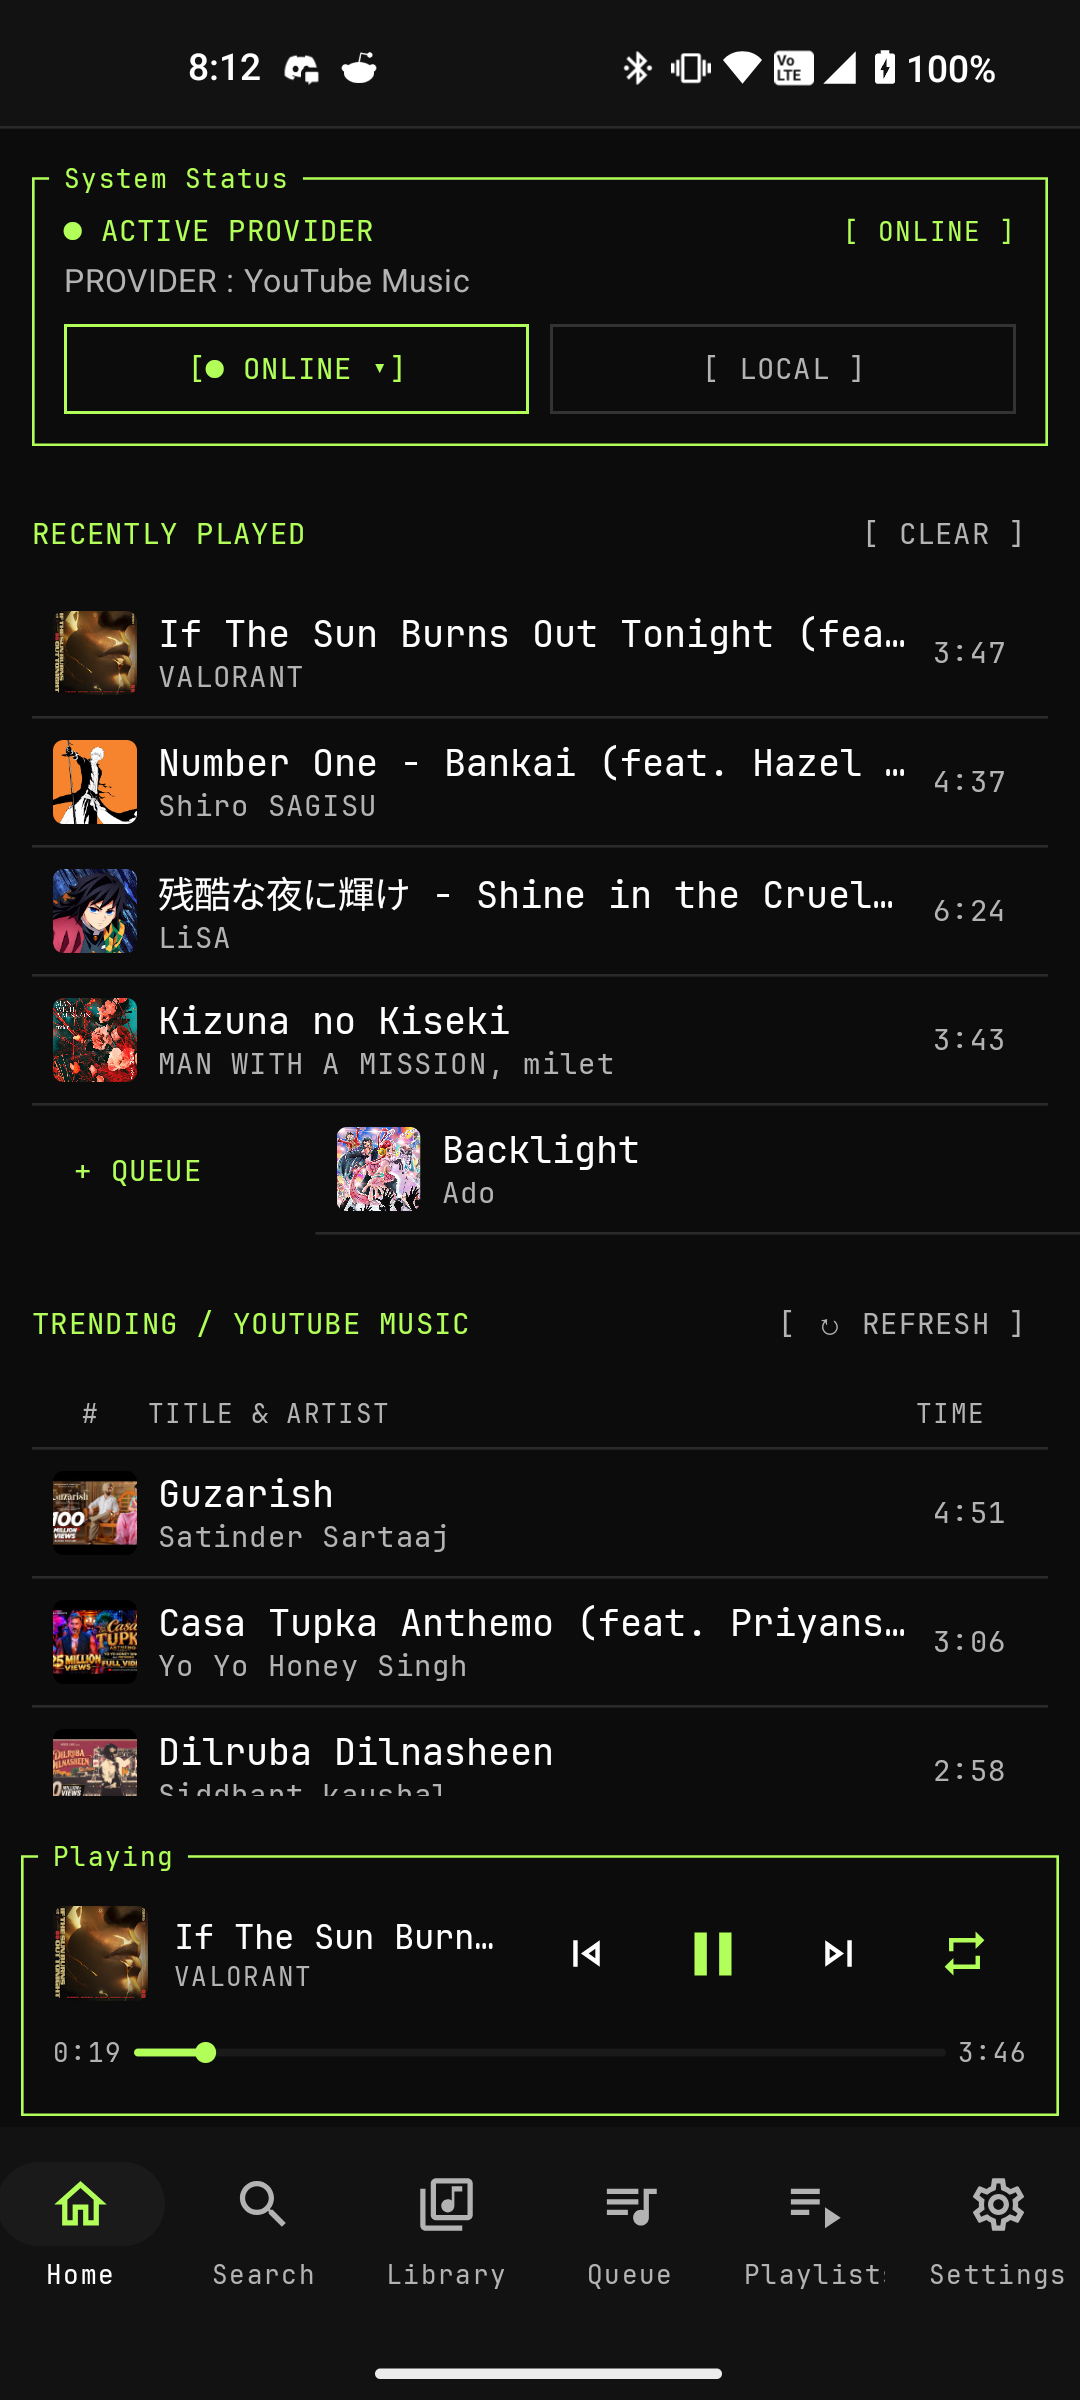 8:12
Vo LTE
100%
System Status
● ACTIVE PROVIDER [ ONLINE ]
PROVIDER : YouTube Music
[● ONLINE ▾]
[ LOCAL ]
RECENTLY PLAYED [ CLEAR ]
If The Sun Burns Out Tonight (fea… 3:47
VALORANT
Number One - Bankai (feat. Hazel … 4:37
Shiro SAGISU
残酷な夜に輝け - Shine in the Cruel… 6:24
LiSA
Kizuna no Kiseki 3:43
MAN WITH A MISSION, milet
+ QUEUE
Backlight
Ado
TRENDING / YOUTUBE MUSIC [ ↻ REFRESH ]
# TITLE & ARTIST TIME
Guzarish 4:51
Satinder Sartaaj
Casa Tupka Anthemo (feat. Priyans… 3:06
Yo Yo Honey Singh
Dilruba Dilnasheen 2:58
Siddhart kaushal
Playing
If The Sun Burn…
VALORANT
0:19 3:46
Home
Search
Library
Queue
Playlists
Settings